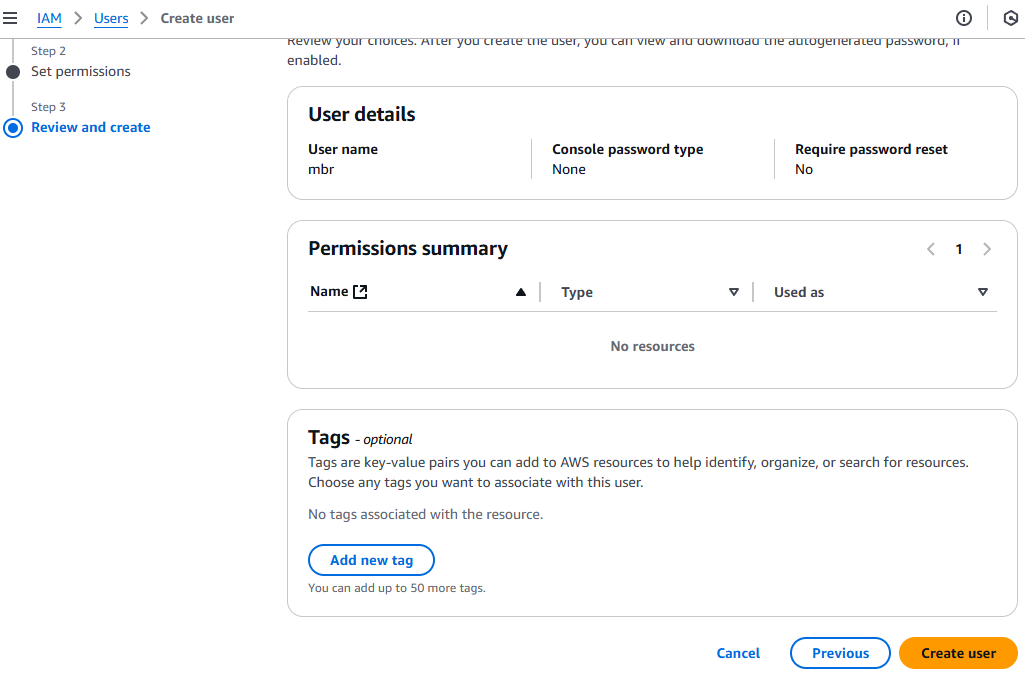 IAM > Users > Create user
Step 2
Set permissions
Step 3
Review and create
Review your choices. After you create the user, you can view and download the autogenerated password, if
enabled.
User details
User name
mbr
Console password type
None
Require password reset
No
Permissions summary
1
Name
Type
Used as
No resources
Tags - optional
Tags are key-value pairs you can add to AWS resources to help identify, organize, or search for resources.
Choose any tags you want to associate with this user.
No tags associated with the resource.
Add new tag
You can add up to 50 more tags.
Cancel
Previous
Create user